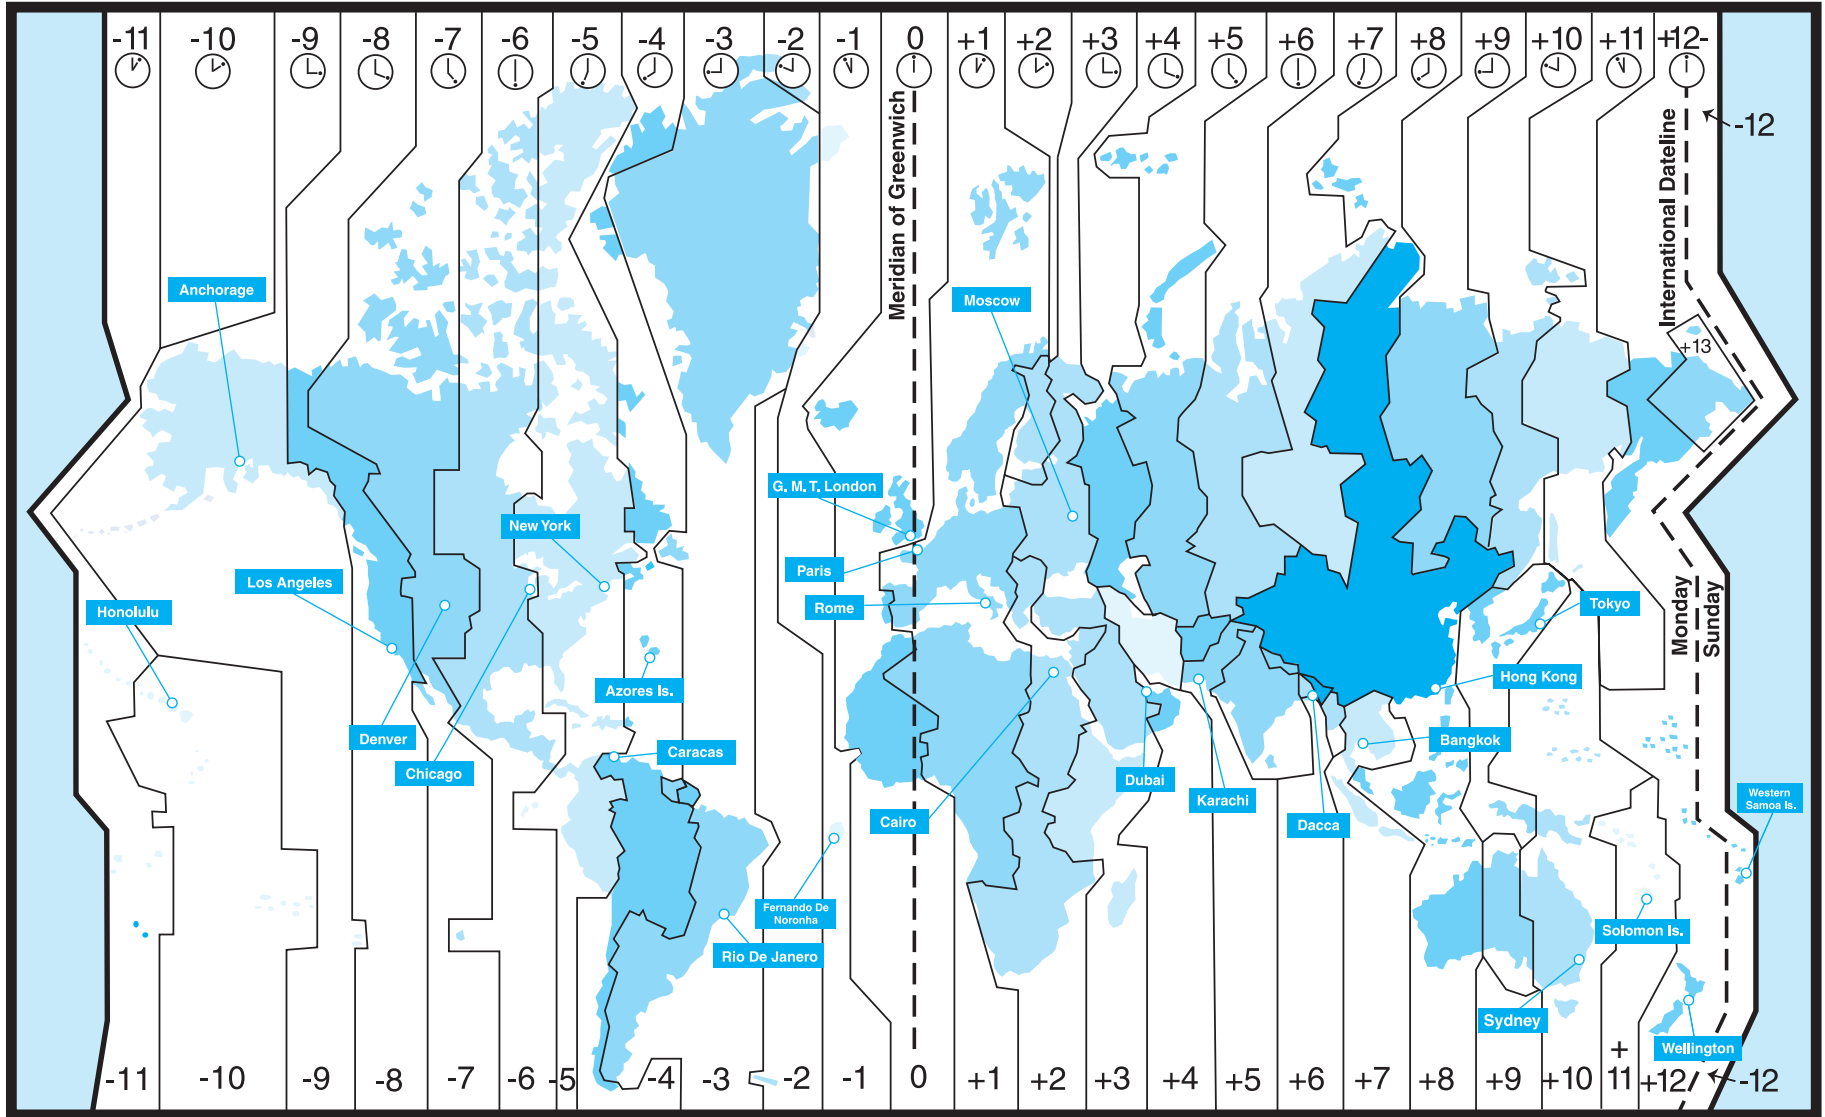 -11 -10 -9 -8 -7 -6 -5 -4 -3 -2 -1 0 +1 +2 +3 +4 +5 +6 +7 +8 +9 +10 +11 +12-
-12
Meridian of Greenwich
International Dateline
Anchorage
Moscow
+13
G. M. T. London
New York
Paris
Los Angeles
Honolulu
Rome
Tokyo
Monday
Sunday
Azores Is.
Hong Kong
Denver
Caracas
Bangkok
Chicago
Dubai
Karachi
Western
Samoa Is.
Cairo
Dacca
Fernando De
Noronha
Solomon Is.
Rio De Janero
Sydney
Wellington
+
-11 -10 -9 -8 -7 -6 -5 -4 -3 -2 -1 0 +1 +2 +3 +4 +5 +6 +7 +8 +9 +10 11 +12 -12